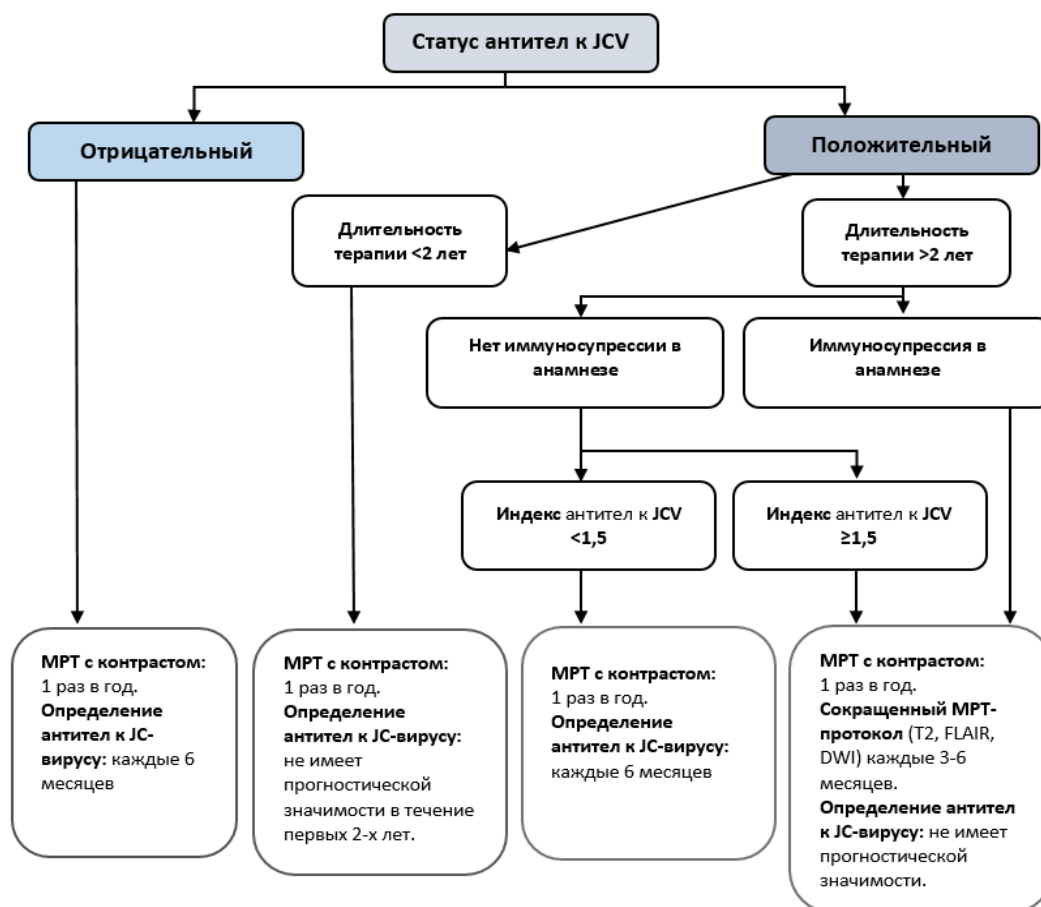 Статус антител к JCV
Отрицательный
Положительный
Длительность
терапии <2 лет
Длительность
терапии >2 лет
Нет иммуносупрессии в
анамнезе
Иммуносупрессия в
анамнезе
Индекс антител к JCV
<1,5
Индекс антител к JCV
≥1,5
МРТ с контрастом:
1 раз в год.
Определение
антител к JC-
вирусу: каждые 6
месяцев
МРТ с контрастом:
1 раз в год.
Определение
антител к JC-вирусу:
не имеет
прогностической
значимости в течение
первых 2-х лет.
МРТ с контрастом:
1 раз в год.
Определение
антител к JC-вирусу:
каждые 6 месяцев
МРТ с контрастом:
1 раз в год.
Сокращенный МРТ-
протокол (T2, FLAIR,
DWI) каждые 3-6
месяцев.
Определение антител
к JC-вирусу: не имеет
прогностической
значимости.